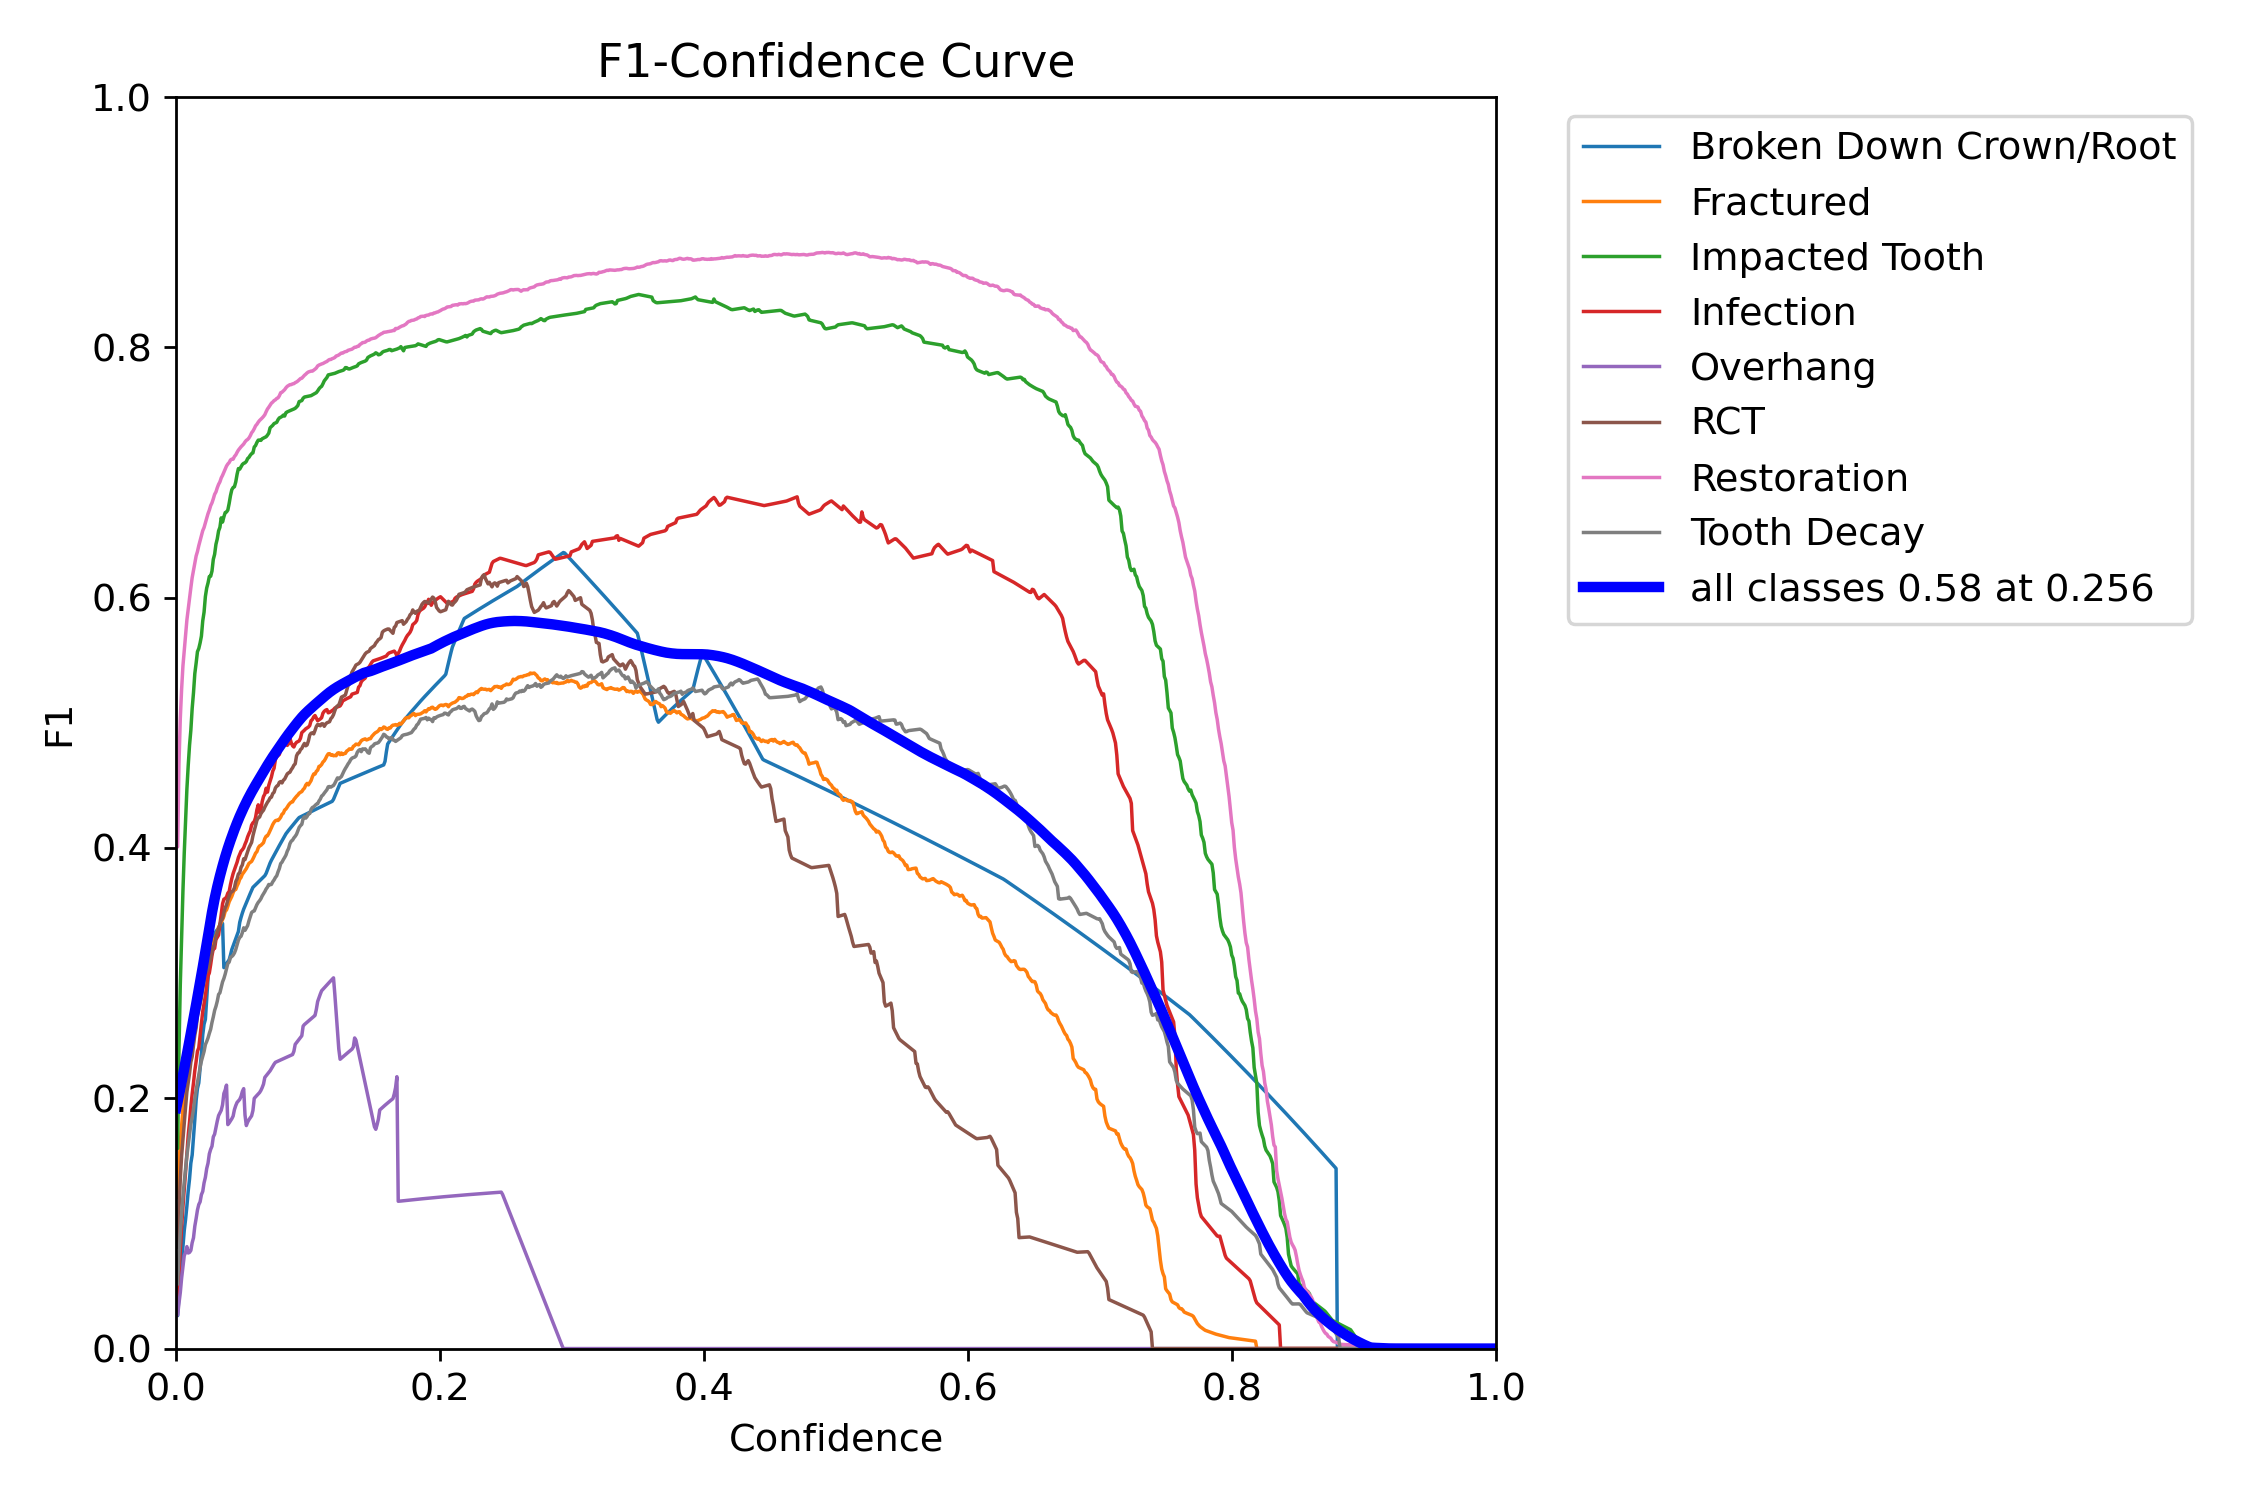 F1-Confidence Curve
1.0
0.8
0.6
0.4
0.2
0.0
F1
0.0 0.2 0.4 0.6 0.8 1.0
Confidence
Broken Down Crown/Root
Fractured
Impacted Tooth
Infection
Overhang
RCT
Restoration
Tooth Decay
all classes 0.58 at 0.256